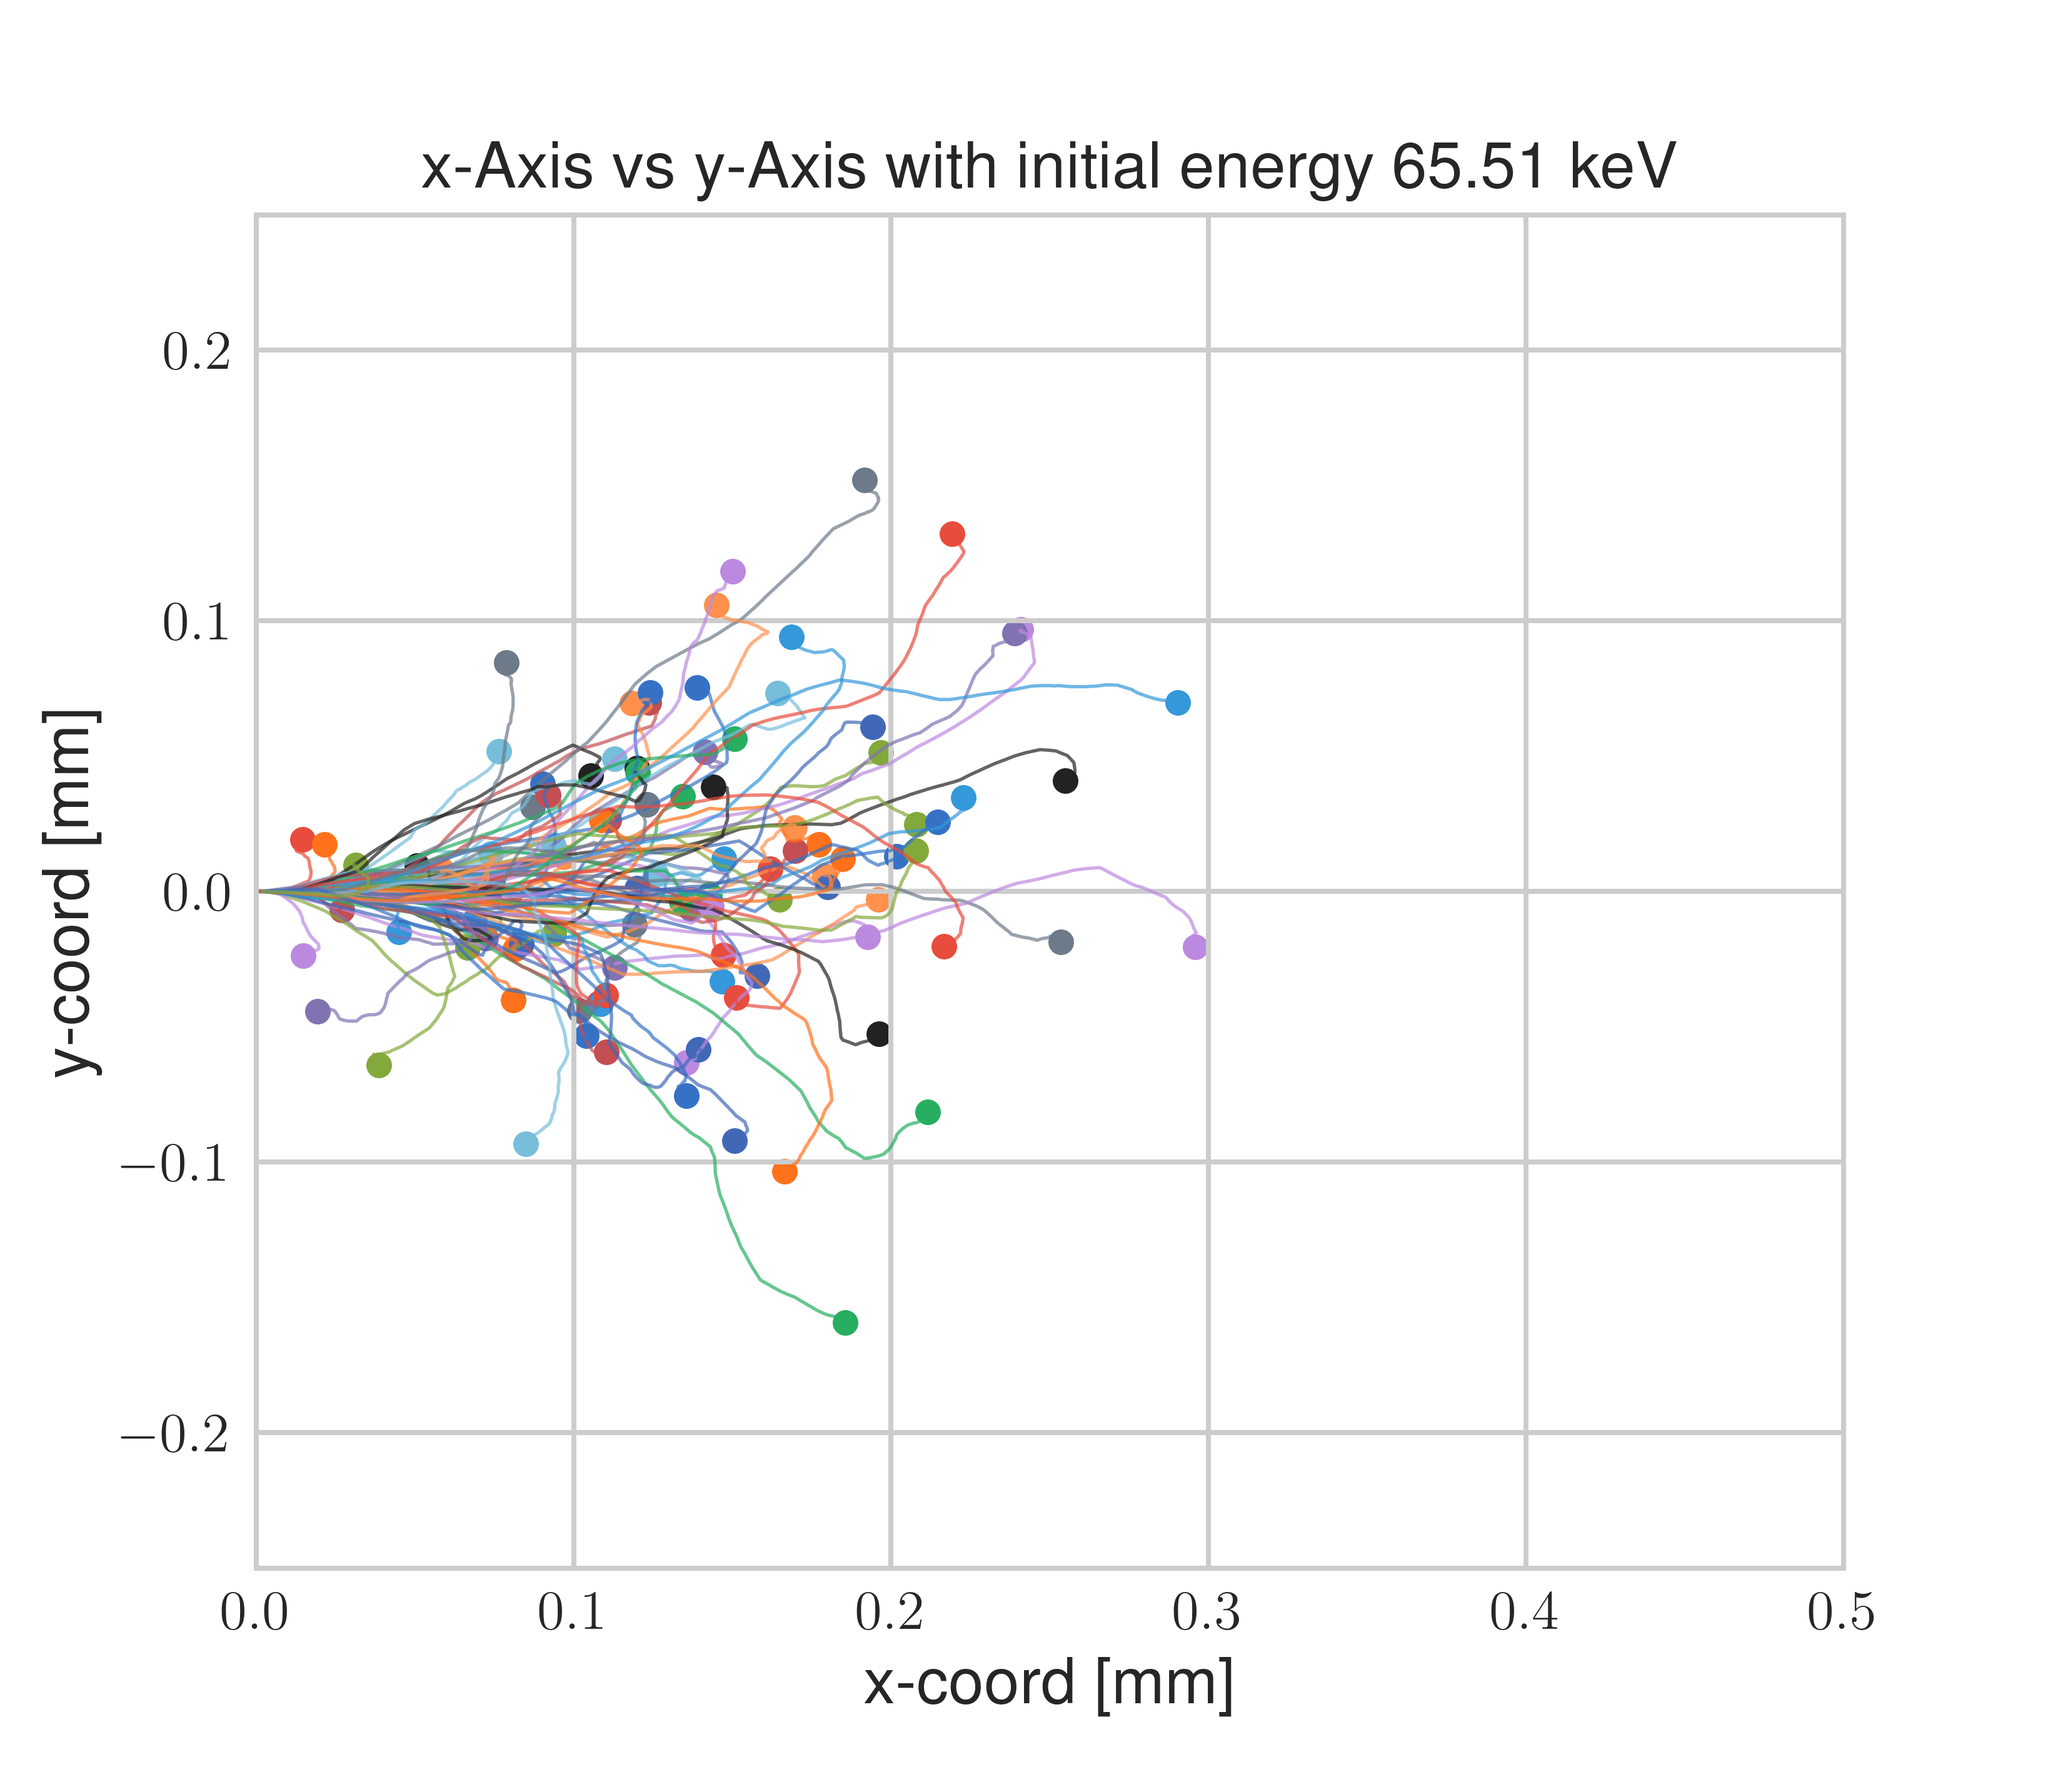 x-Axis vs y-Axis with initial energy 65.51 keV
0.2
0.1
0.0
−0.1
−0.2
y-coord [mm]
0.0 0.1 0.2 0.3 0.4 0.5
x-coord [mm]